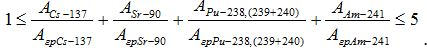 1 ≤ A_{Cs−137}/A_{гpCs−137} + A_{Sr−90}/A_{гpSr−90} + A_{Pu−238,(239+240)}/A_{гpPu−238,(239+240)} + A_{Am−241}/A_{гpAm−241} ≤ 5 .